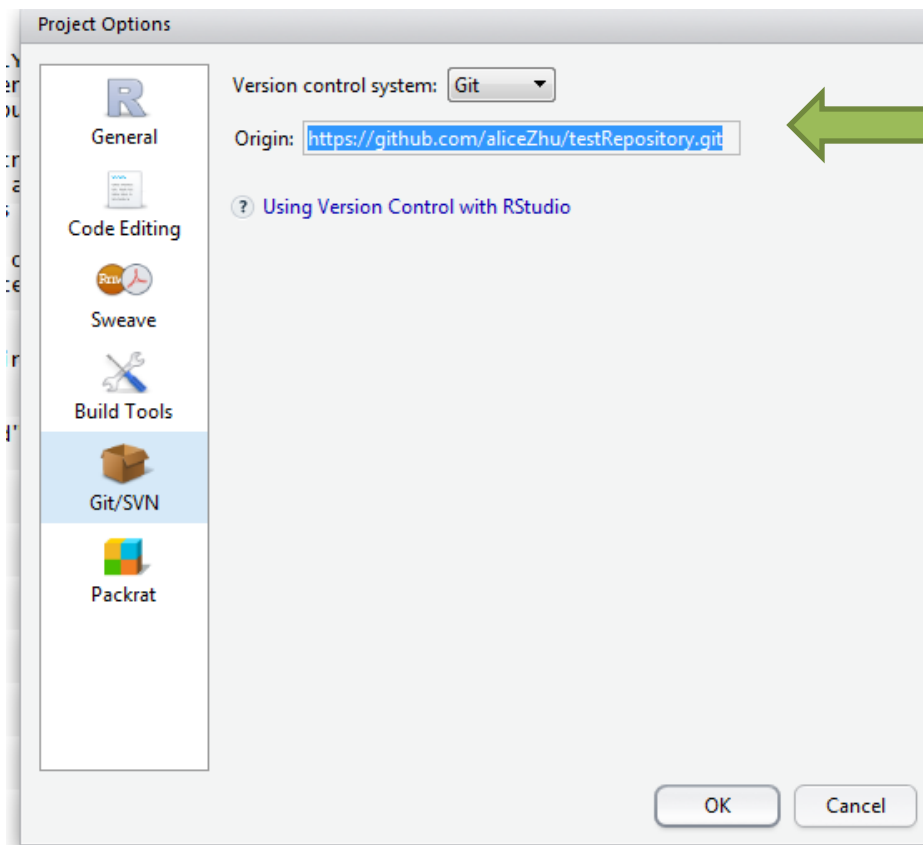 Project Options
Version control system: Git
Origin: https://github.com/aliceZhu/testRepository.git
? Using Version Control with RStudio
R
General
Code Editing
Rnw
Sweave
Build Tools
Git/SVN
Packrat
OK
Cancel